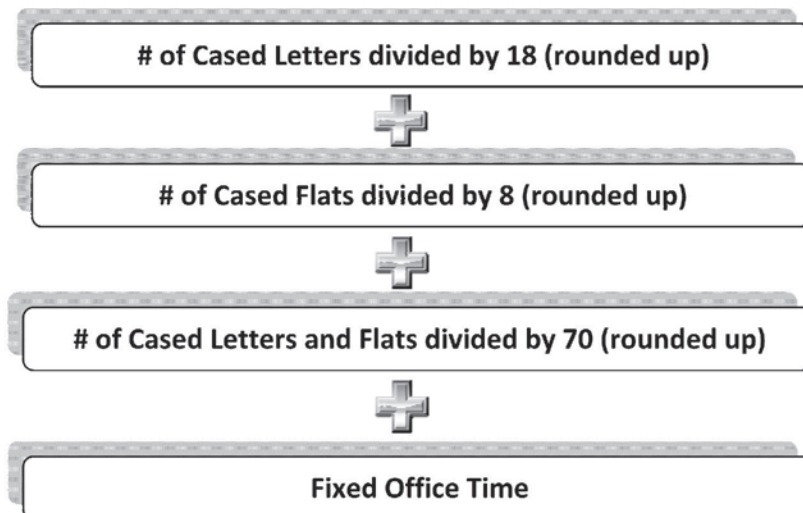 # of Cased Letters divided by 18 (rounded up)
# of Cased Flats divided by 8 (rounded up)
# of Cased Letters and Flats divided by 70 (rounded up)
Fixed Office Time